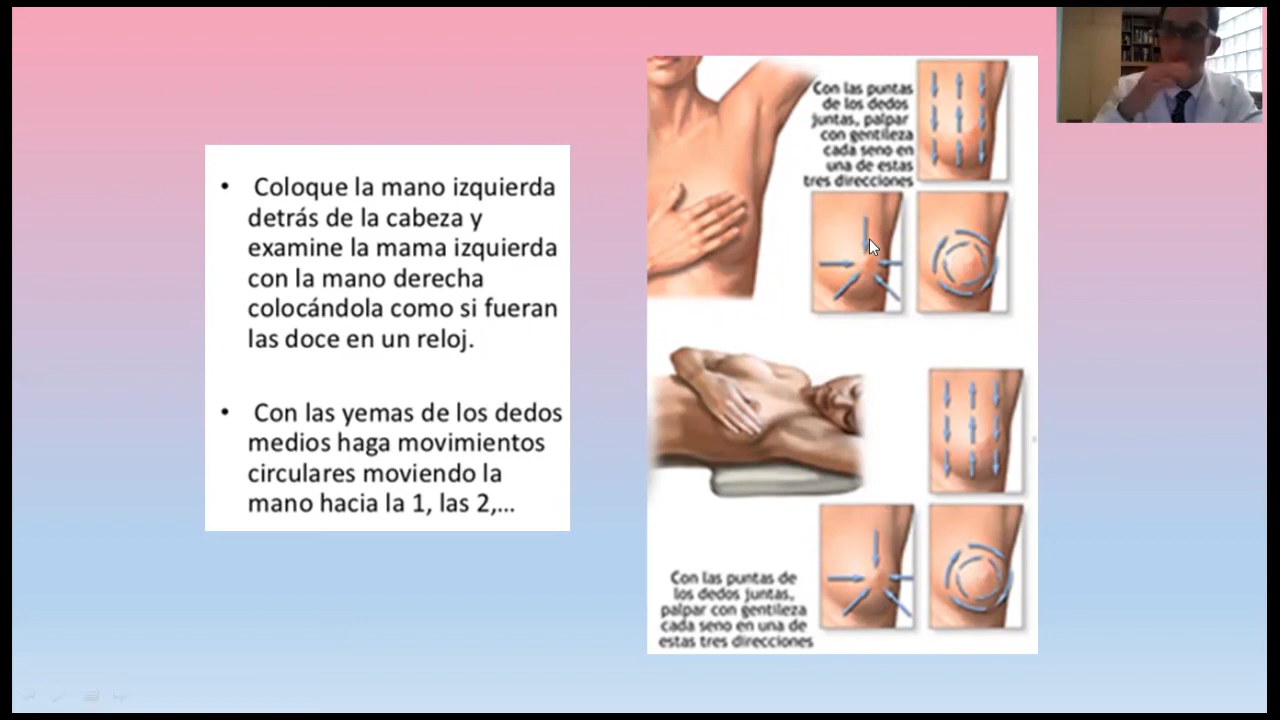 • Coloque la mano izquierda
detrás de la cabeza y
examine la mama izquierda
con la mano derecha
colocándola como si fueran
las doce en un reloj.
• Con las yemas de los dedos
medios haga movimientos
circulares moviendo la
mano hacia la 1, las 2,...
Con las puntas
de los dedos
juntas, palpar
con gentileza
cada seno en
una de estas
tres direcciones
Con las puntas de
los dedos juntas,
palpar con gentileza
cada seno en una de
estas tres direcciones